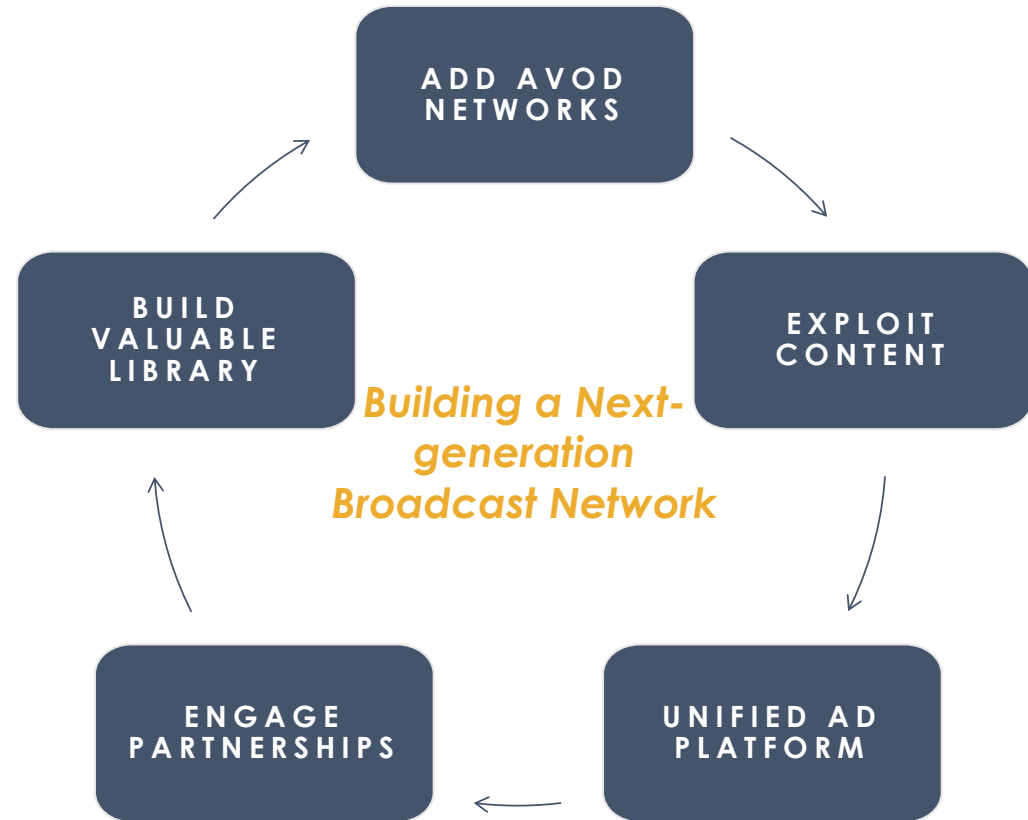 ADD AVOD
NETWORKS
EXPLOIT
CONTENT
UNIFIED AD
PLATFORM
ENGAGE
PARTNERSHIPS
BUILD
VALUABLE
LIBRARY
Building a Next-
generation
Broadcast Network